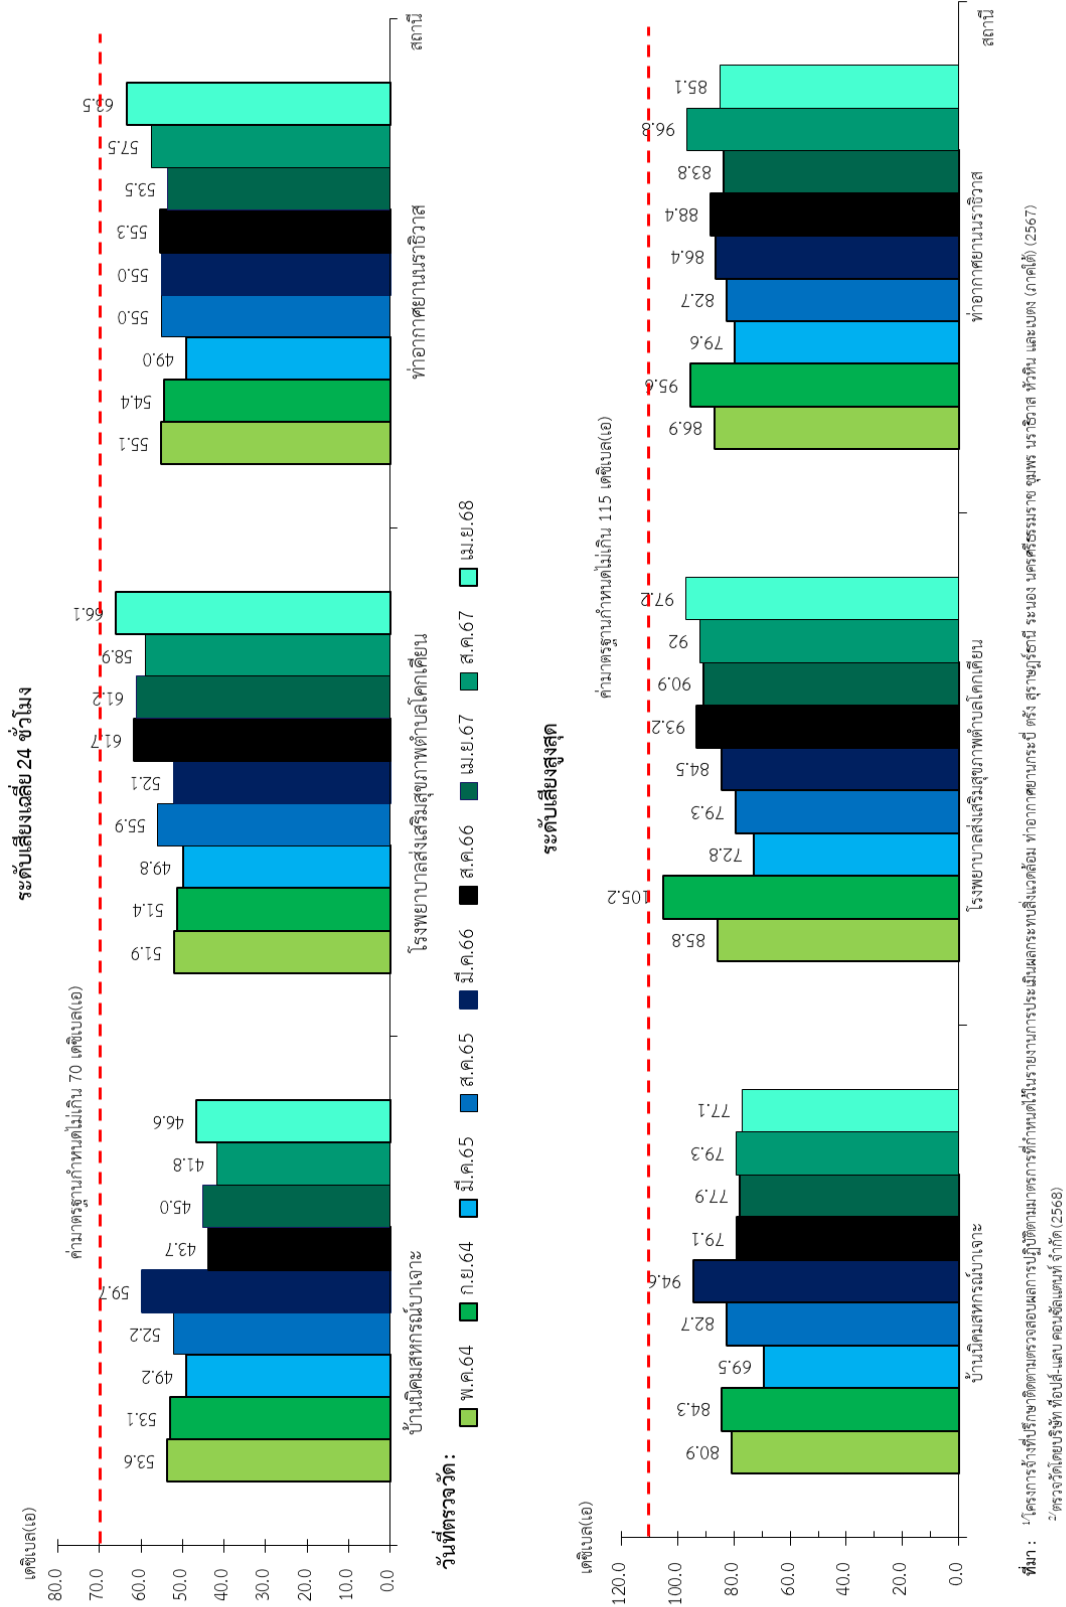 ระดับเสียงเฉลี่ย 24 ชั่วโมง
เดซิเบล(เอ)
ค่ามาตรฐานกำหนดไม่เกิน 70 เดซิเบล(เอ)
80.0
70.0
60.0
50.0
40.0
30.0
20.0
10.0
0.0
53.6 53.1 49.2 52.2 59.7 43.7 45.0 41.8 46.6
51.9 51.4 49.8 55.9 52.1 61.7 61.2 58.9 66.1
55.1 54.4 49.0 55.0 55.0 55.3 53.5 57.5 63.5
บ้านนิคมสหกรณ์บาเจาะ โรงพยาบาลส่งเสริมสุขภาพตำบลโคกเคียน ท่าอากาศยานนราธิวาส สถานี
วันที่ตรวจวัด : พ.ค.64 ก.ย.64 มี.ค.65 ส.ค.65 มี.ค.66 ส.ค.66 เม.ย.67 ส.ค.67 เม.ย.68
ระดับเสียงสูงสุด
เดซิเบล(เอ)
ค่ามาตรฐานกำหนดไม่เกิน 115 เดซิเบล(เอ)
120.0
100.0
80.0
60.0
40.0
20.0
0.0
80.9 84.3 69.5 82.7 94.6 79.1 77.9 79.3 77.1
85.8 105.2 72.8 79.3 84.5 93.2 90.9 92 97.2
86.9 95.6 79.6 82.7 86.4 88.4 83.8 96.8 85.1
บ้านนิคมสหกรณ์บาเจาะ โรงพยาบาลส่งเสริมสุขภาพตำบลโคกเคียน ท่าอากาศยานนราธิวาส สถานี
ที่มา : 1/โครงการจ้างที่ปรึกษาติดตามตรวจสอบผลการปฏิบัติตามมาตรการที่กำหนดไว้ในรายงานการประเมินผลกระทบสิ่งแวดล้อม ท่าอากาศยานกระบี่ ตรัง สุราษฎร์ธานี ระนอง นครศรีธรรมราช ชุมพร นราธิวาส หัวหิน และเบตง (ภาคใต้) (2567)
2/ตรวจวัดโดยบริษัท ท็อปส์-แลบ คอนซัลแตนท์ จำกัด (2568)